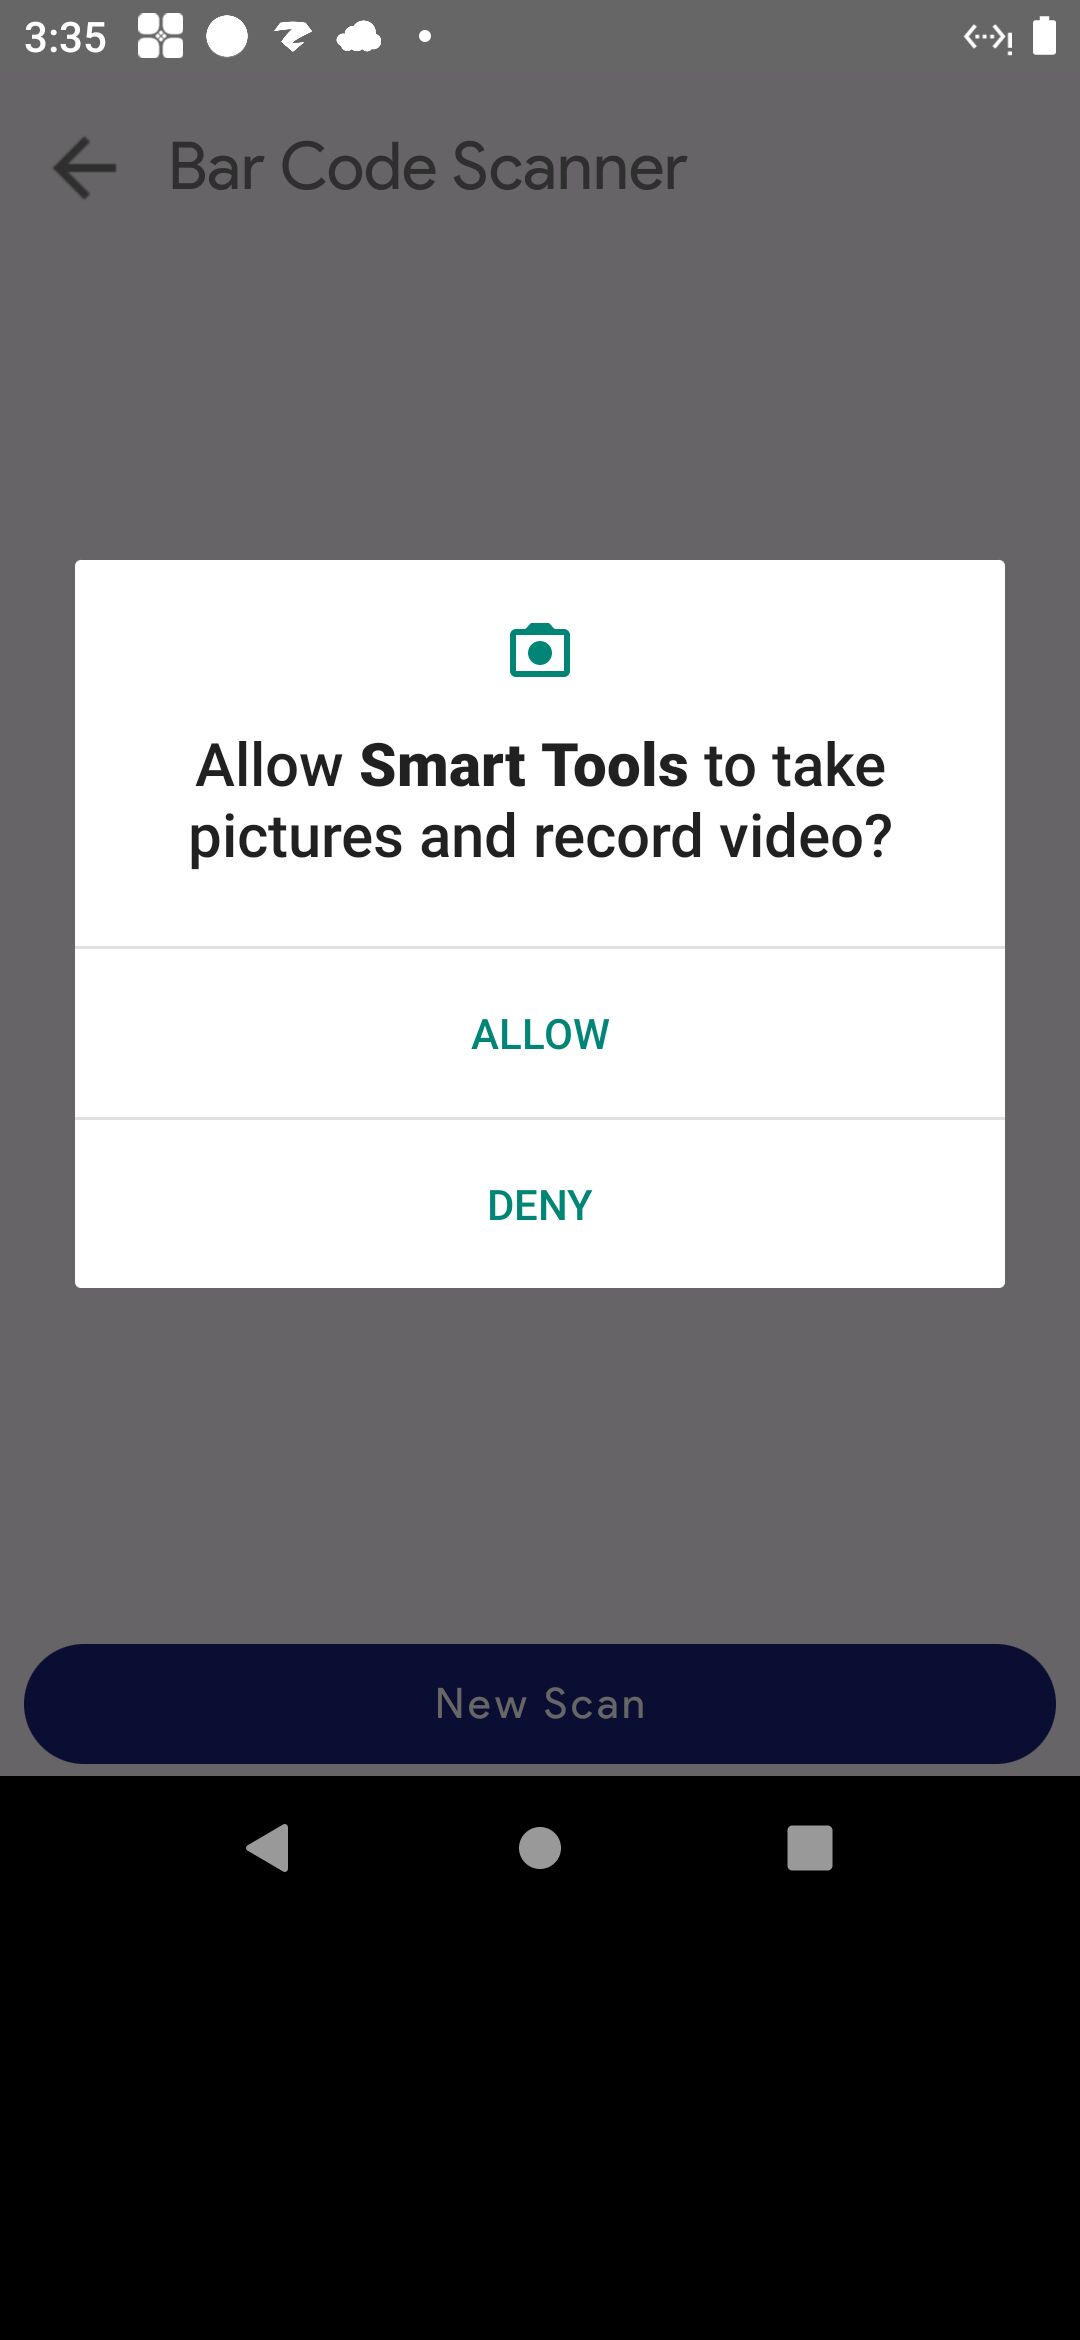 3:35
Bar Code Scanner
Allow Smart Tools to take
pictures and record video?
ALLOW
DENY
New Scan